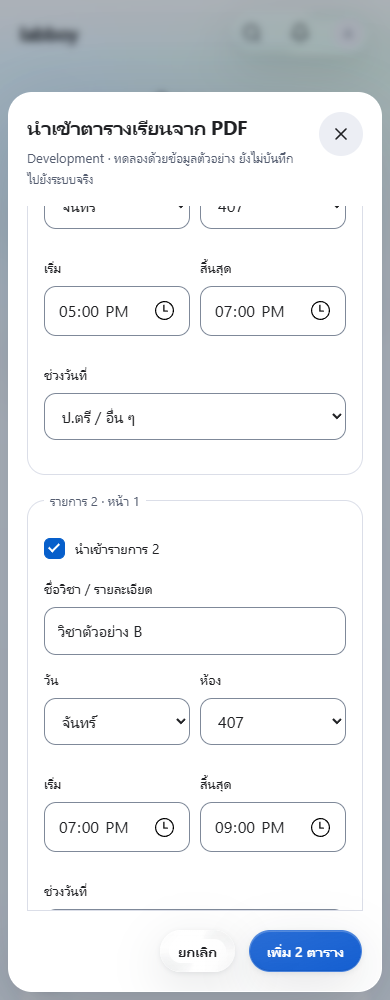 labboy
นำเข้าตารางเรียนจาก PDF
Development · ทดลองด้วยข้อมูลตัวอย่าง ยังไม่บันทึก
ไปยังระบบจริง
จันทร์ 407
เริ่ม สิ้นสุด
05:00 PM 07:00 PM
ช่วงวันที่
ป.ตรี / อื่น ๆ
รายการ 2 · หน้า 1
นำเข้ารายการ 2
ชื่อวิชา / รายละเอียด
วิชาตัวอย่าง B
วัน ห้อง
จันทร์ 407
เริ่ม สิ้นสุด
07:00 PM 09:00 PM
ช่วงวันที่
ยกเลิก เพิ่ม 2 ตาราง